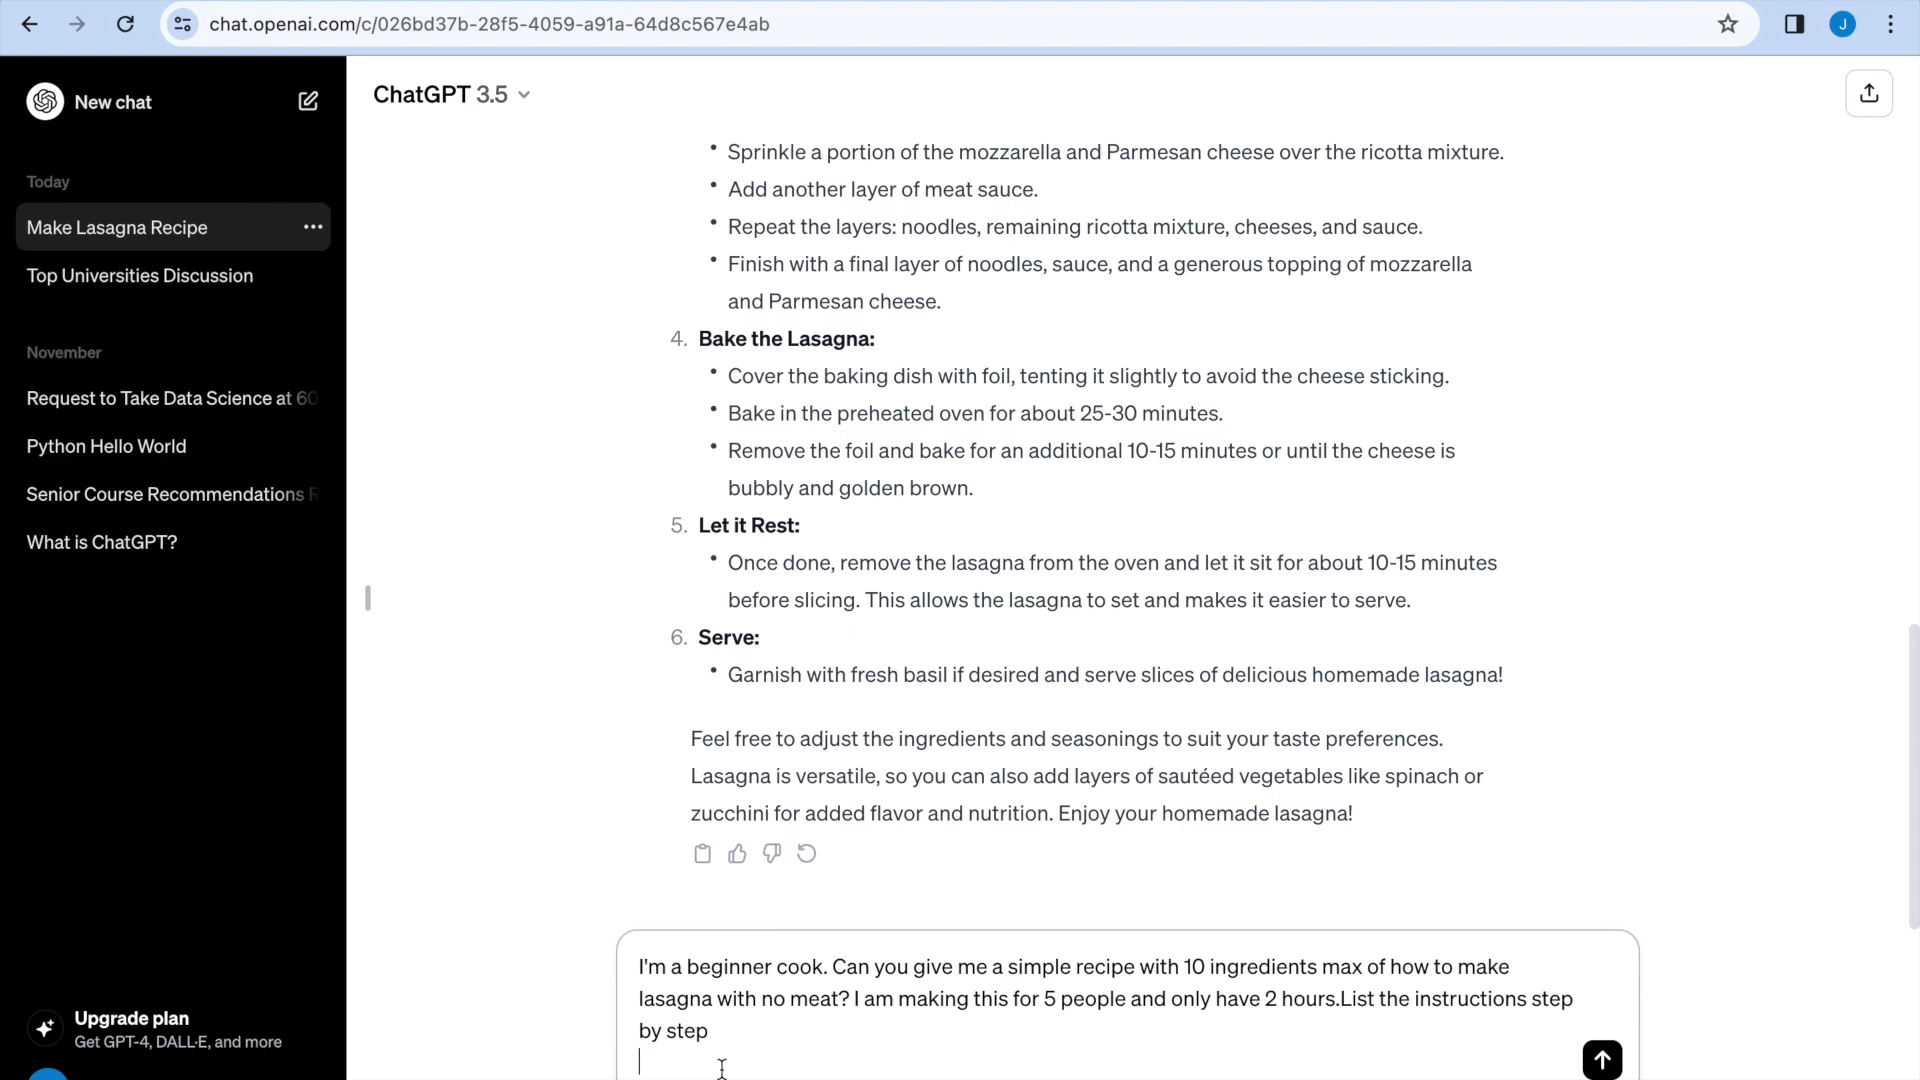 chat.openai.com/c/026bd37b-28f5-4059-a91a-64d8c567e4ab
J
New chat
Today
Make Lasagna Recipe
Top Universities Discussion
November
Request to Take Data Science at 60
Python Hello World
Senior Course Recommendations R
What is ChatGPT?
Upgrade plan
Get GPT-4, DALL·E, and more
ChatGPT 3.5
• Sprinkle a portion of the mozzarella and Parmesan cheese over the ricotta mixture.
• Add another layer of meat sauce.
• Repeat the layers: noodles, remaining ricotta mixture, cheeses, and sauce.
• Finish with a final layer of noodles, sauce, and a generous topping of mozzarella
and Parmesan cheese.
4. Bake the Lasagna:
• Cover the baking dish with foil, tenting it slightly to avoid the cheese sticking.
• Bake in the preheated oven for about 25-30 minutes.
• Remove the foil and bake for an additional 10-15 minutes or until the cheese is
bubbly and golden brown.
5. Let it Rest:
• Once done, remove the lasagna from the oven and let it sit for about 10-15 minutes
before slicing. This allows the lasagna to set and makes it easier to serve.
6. Serve:
• Garnish with fresh basil if desired and serve slices of delicious homemade lasagna!
Feel free to adjust the ingredients and seasonings to suit your taste preferences.
Lasagna is versatile, so you can also add layers of sautéed vegetables like spinach or
zucchini for added flavor and nutrition. Enjoy your homemade lasagna!
I'm a beginner cook. Can you give me a simple recipe with 10 ingredients max of how to make
lasagna with no meat? I am making this for 5 people and only have 2 hours.List the instructions step
by step